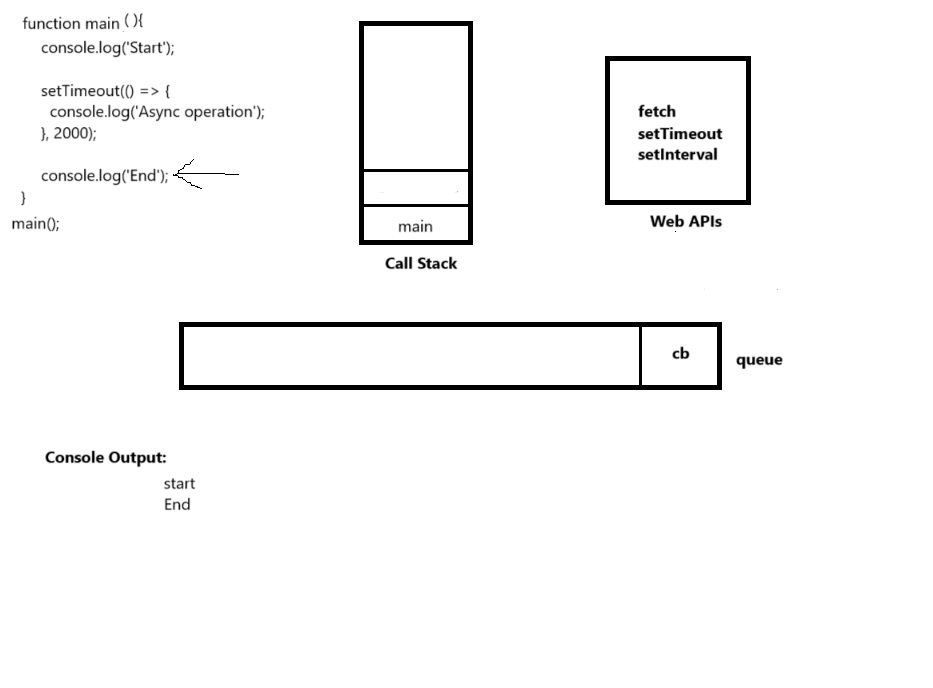 function main ( ){
console.log('Start');
setTimeout(() => {
console.log('Async operation');
}, 2000);
console.log('End');
}
main();
main
Call Stack
fetch
setTimeout
setInterval
Web APIs
cb
queue
Console Output:
start
End